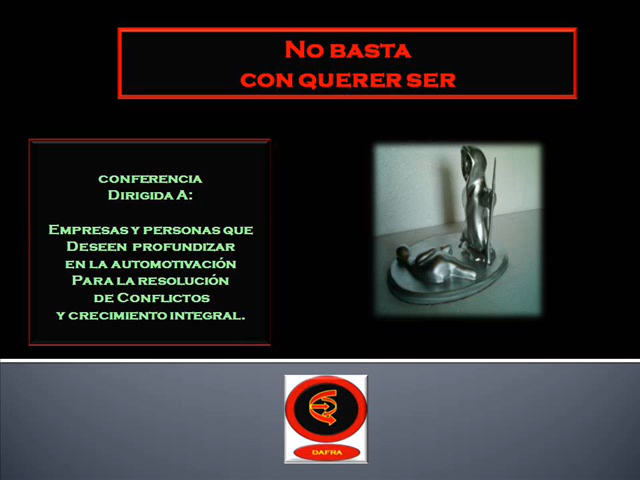 No basta
con querer ser
conferencia
Dirigida A:
Empresas y personas que
Deseen profundizar
en la automotivación
Para la resolución
de Conflictos
y crecimiento integral.
DAFRA